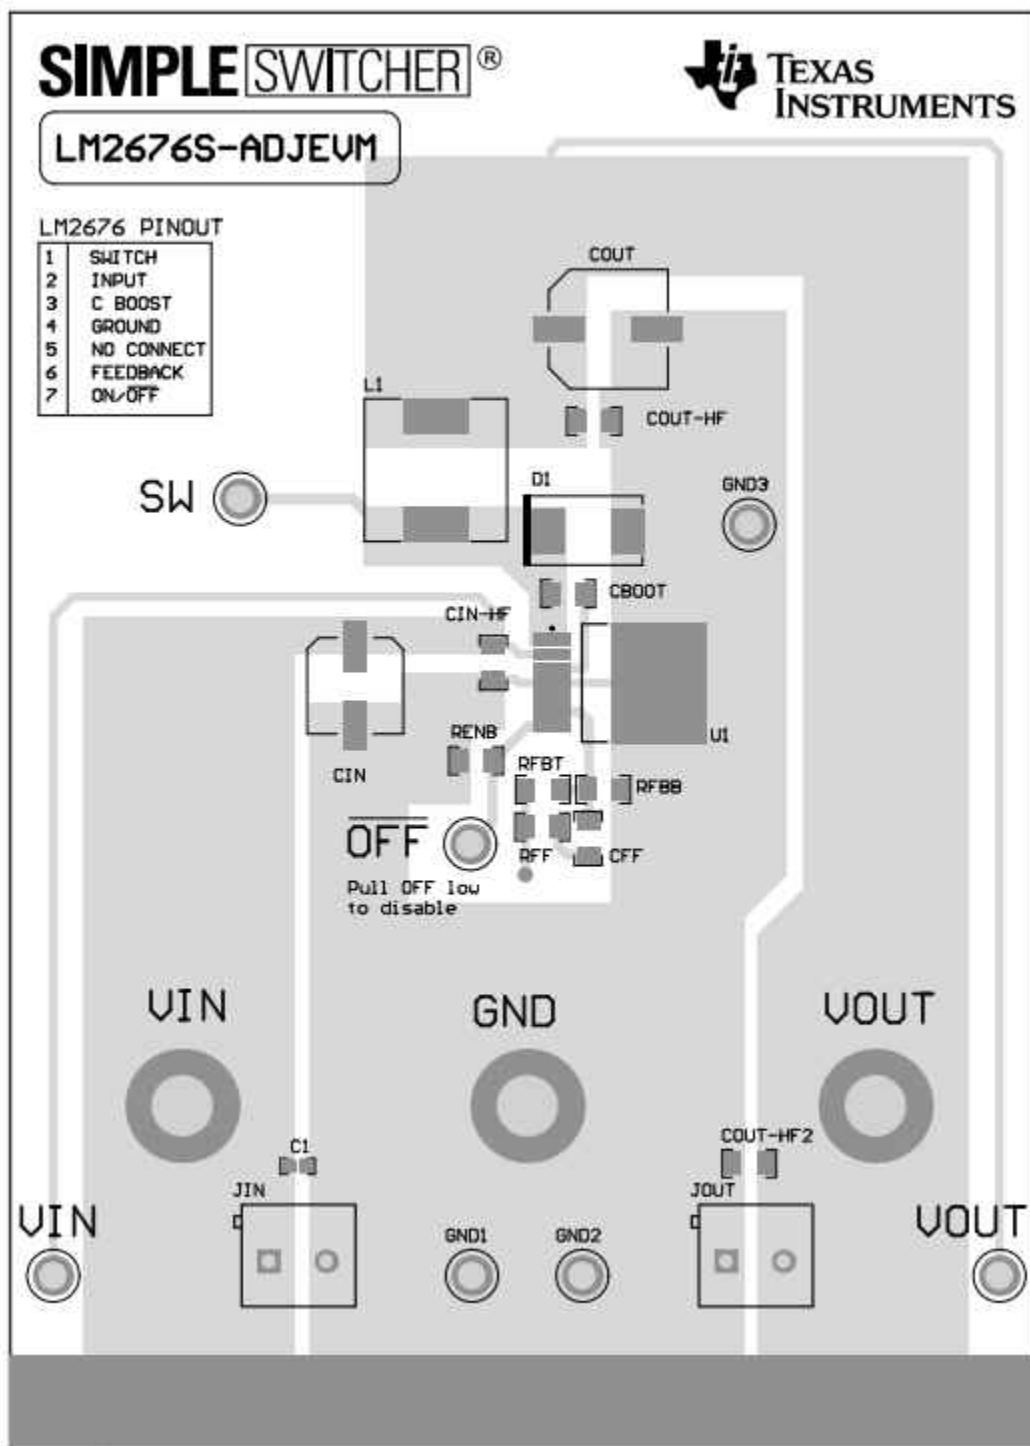 SIMPLE SWITCHER®
TEXAS
INSTRUMENTS
LM2676S-ADJEVM
LM2676 PINOUT
1 SWITCH
2 INPUT
3 C BOOST
4 GROUND
5 NO CONNECT
6 FEEDBACK
7 ON/OFF
COUT
L1
COUT-HF
SW
D1
GND3
CBOOT
CIN-HF
RENB
U1
CIN
RFBT
RFBB
OFF
RFF
CFF
Pull OFF low
to disable
VIN
GND
VOUT
C1
COUT-HF2
JIN
JOUT
VIN
GND1
GND2
VOUT